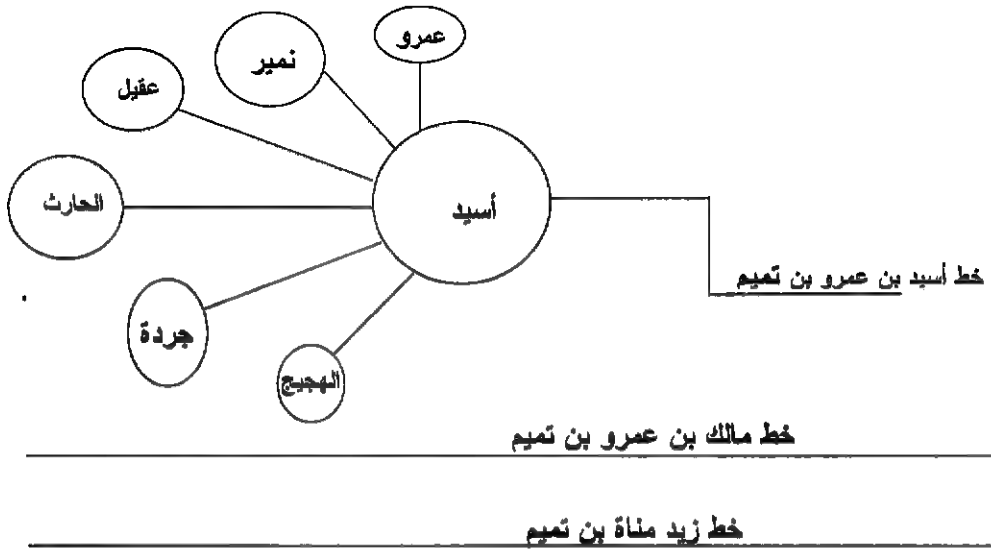 عمرو
نمير
عقيل
أسيد
الحارث
خط أسيد بن عمرو بن تميم
جردة
الهجيج
خط مالك بن عمرو بن تميم
خط زيد مناة بن تميم